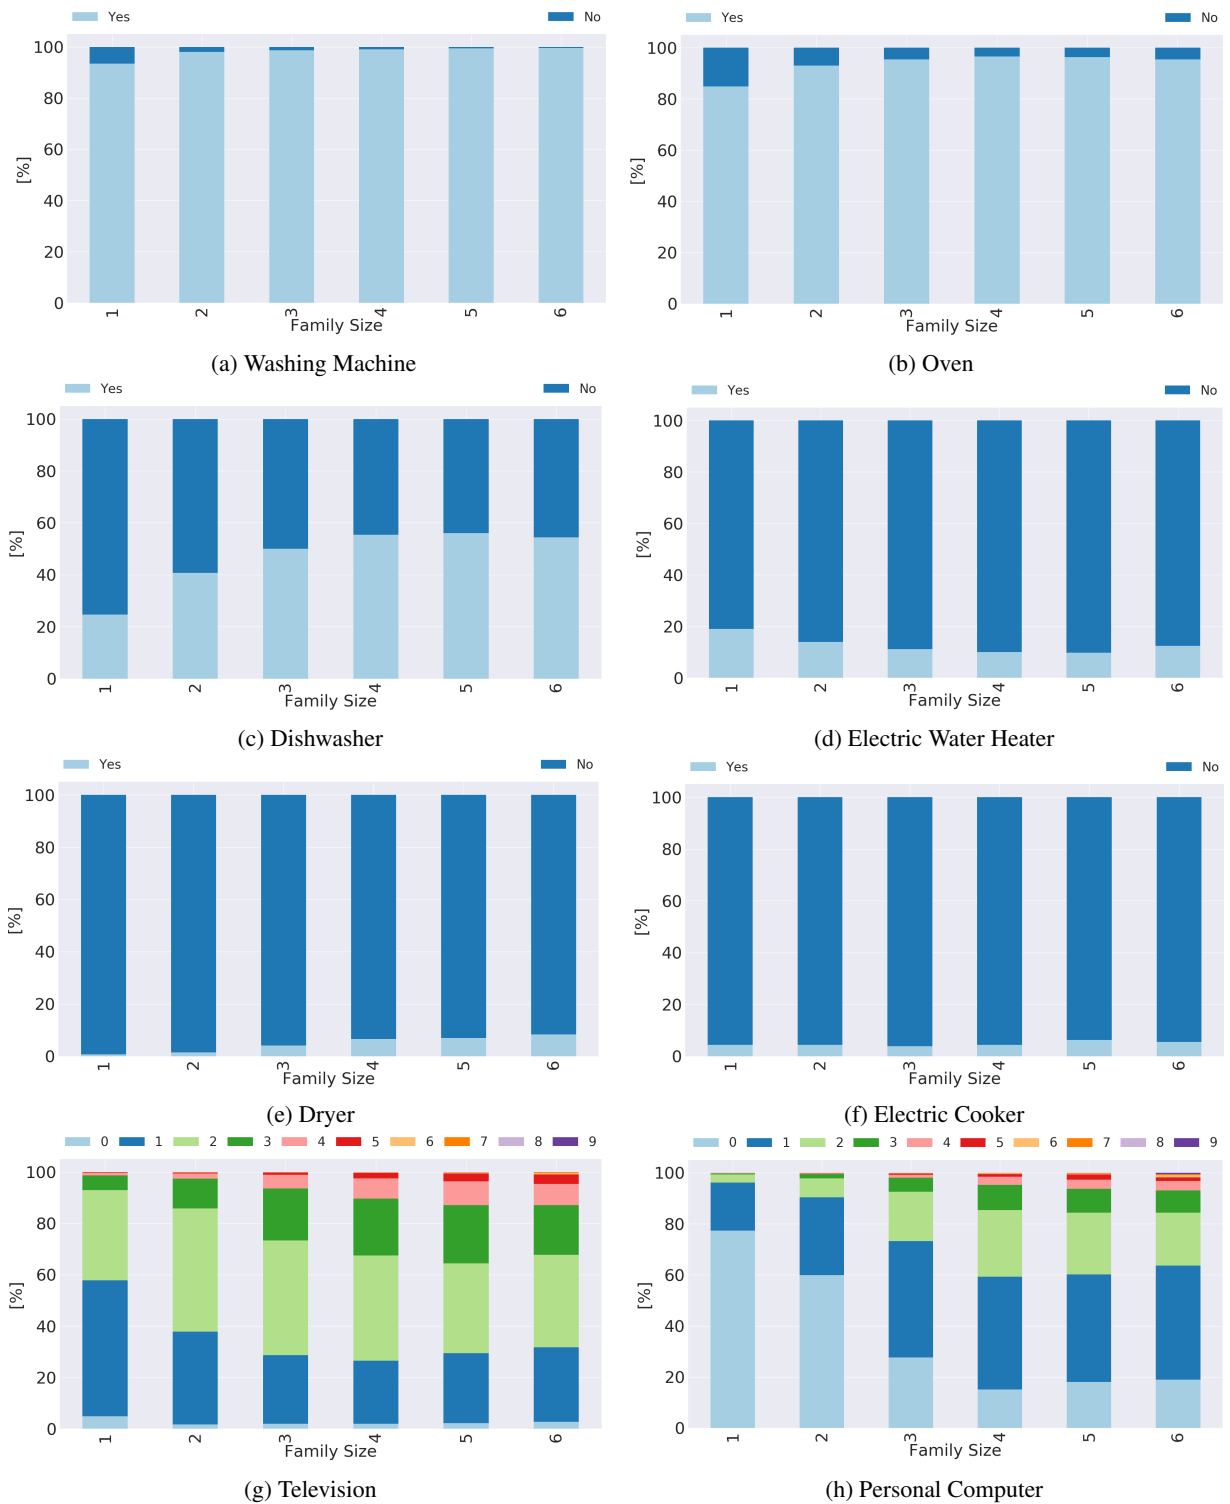 Yes No
100
80
60
40
20
0
[%]
1 2 3 4 5 6
Family Size
(a) Washing Machine
Yes No
100
80
60
40
20
0
[%]
1 2 3 4 5 6
Family Size
(b) Oven
Yes No
100
80
60
40
20
0
[%]
1 2 3 4 5 6
Family Size
(c) Dishwasher
Yes No
100
80
60
40
20
0
[%]
1 2 3 4 5 6
Family Size
(d) Electric Water Heater
Yes No
100
80
60
40
20
0
[%]
1 2 3 4 5 6
Family Size
(e) Dryer
Yes No
100
80
60
40
20
0
[%]
1 2 3 4 5 6
Family Size
(f) Electric Cooker
0 1 2 3 4 5 6 7 8 9
100
80
60
40
20
0
[%]
1 2 3 4 5 6
Family Size
(g) Television
0 1 2 3 4 5 6 7 8 9
100
80
60
40
20
0
[%]
1 2 3 4 5 6
Family Size
(h) Personal Computer